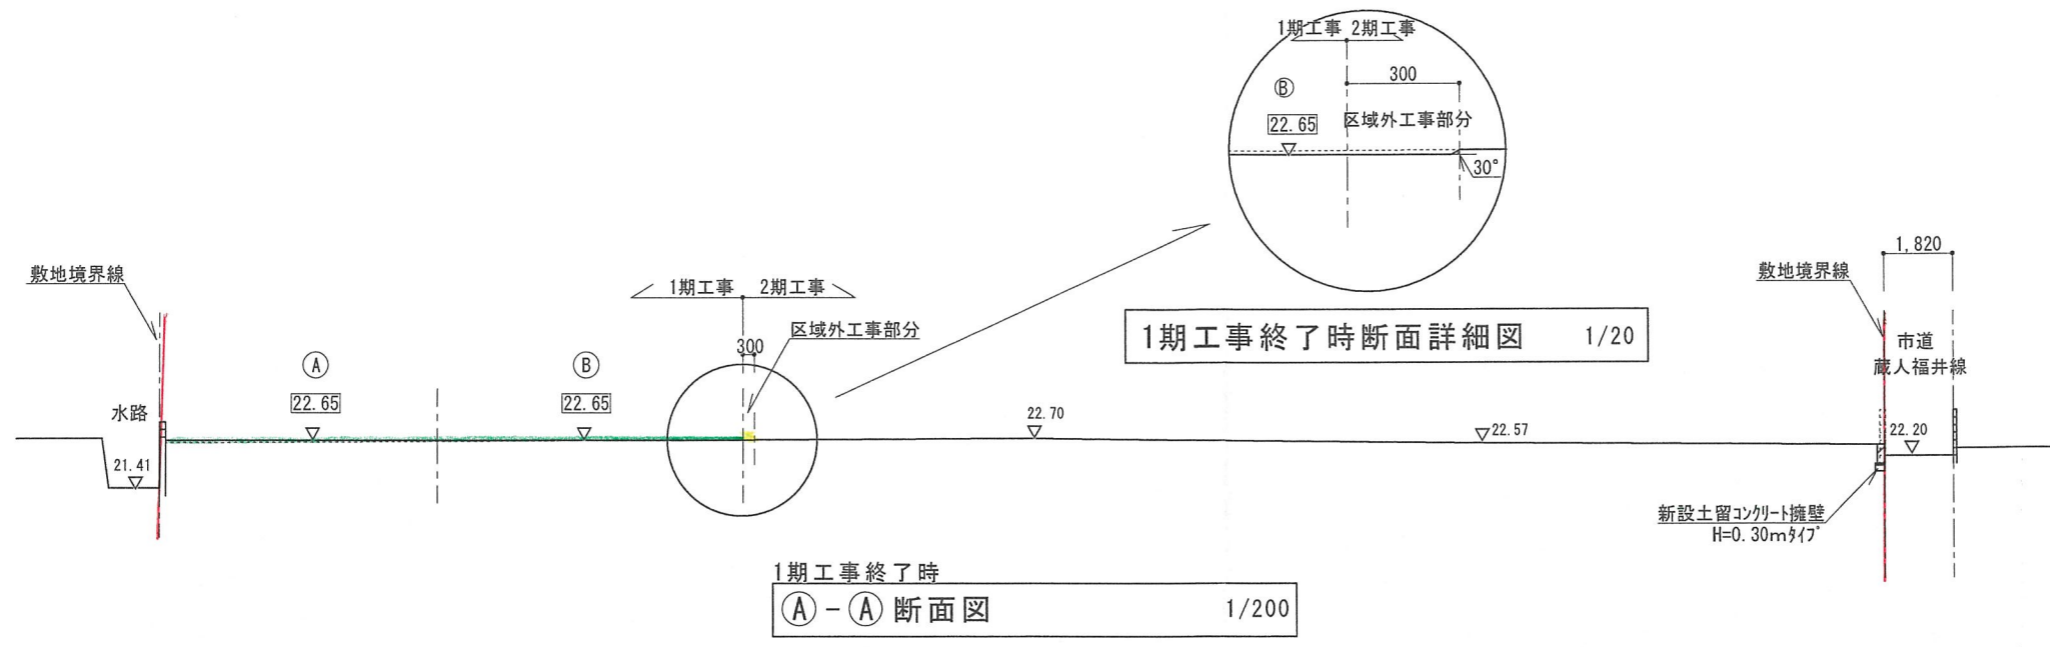 1期工事 2期工事
300
Ⓑ
22.65
区域外工事部分
30°
1期工事終了時断面詳細図 1/20
敷地境界線
1期工事 2期工事
区域外工事部分
300
Ⓐ
Ⓑ
22.65
22.65
水路
21.41
22.70
22.57
1,820
敷地境界線
市道
蔵人福井線
22.20
新設土留コンクリート擁壁
H=0.30mタイプ
1期工事終了時
Ⓐ-Ⓐ断面図 1/200